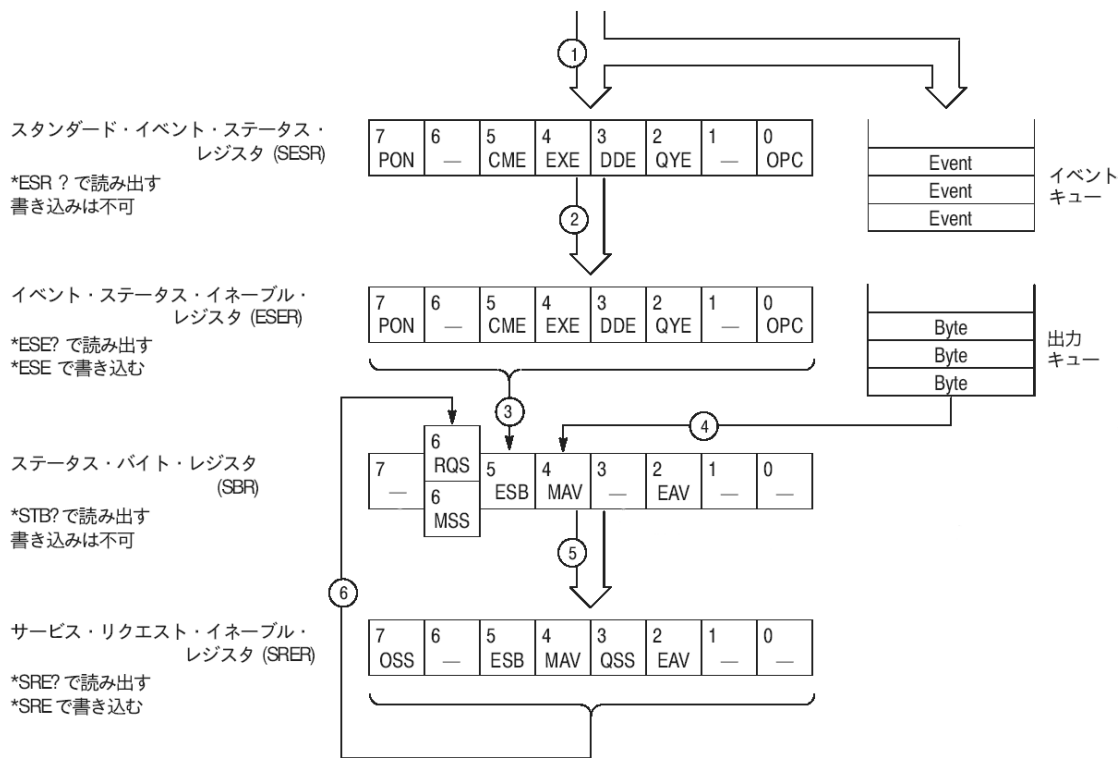 ①
スタンダード・イベント・ステータス・
レジスタ (SESR)
*ESR ? で読み出す
書き込みは不可
7 6 5 4 3 2 1 0
PON — CME EXE DDE QYE — OPC
Event
Event
Event
イベント
キュー
②
イベント・ステータス・イネーブル・
レジスタ (ESER)
*ESE? で読み出す
*ESE で書き込む
7 6 5 4 3 2 1 0
PON — CME EXE DDE QYE — OPC
Byte
Byte
Byte
出力
キュー
③
④
ステータス・バイト・レジスタ
(SBR)
*STB? で読み出す
書き込みは不可
6
RQS
7 5 4 3 2 1 0
— ESB MAV — EAV — —
6
MSS
⑤
⑥
サービス・リクエスト・イネーブル・
レジスタ (SRER)
*SRE? で読み出す
*SRE で書き込む
7 6 5 4 3 2 1 0
OSS — ESB MAV QSS EAV — —